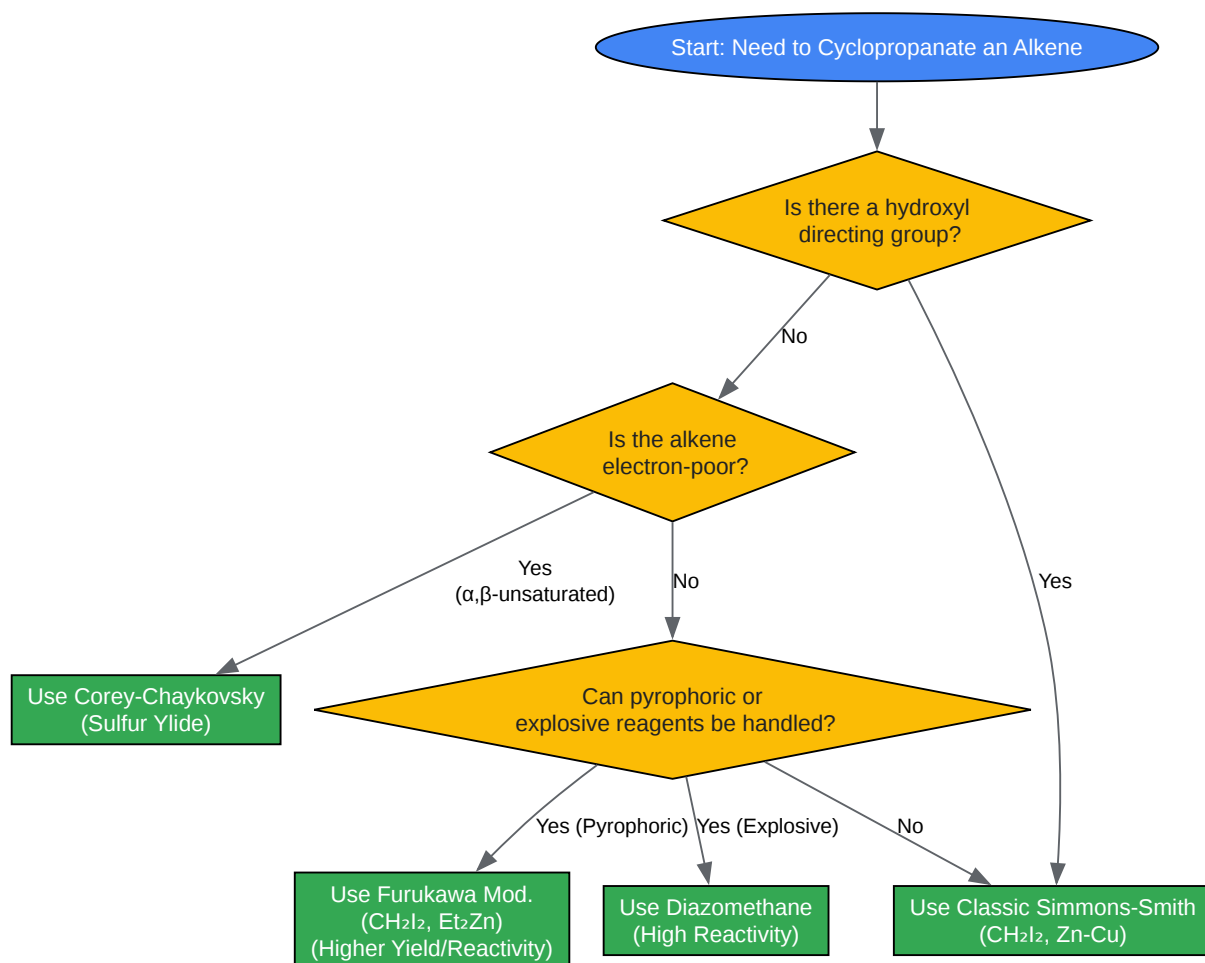 Start: Need to Cyclopropanate an Alkene
Is there a hydroxyl
directing group?
No
Is the alkene
electron-poor?
Yes
(α,β-unsaturated)
No
Yes
Use Corey-Chaykovsky
(Sulfur Ylide)
Can pyrophoric or
explosive reagents be handled?
Yes (Pyrophoric)
Yes (Explosive)
No
Use Furukawa Mod.
(CH₂I₂, Et₂Zn)
(Higher Yield/Reactivity)
Use Diazomethane
(High Reactivity)
Use Classic Simmons-Smith
(CH₂I₂, Zn-Cu)